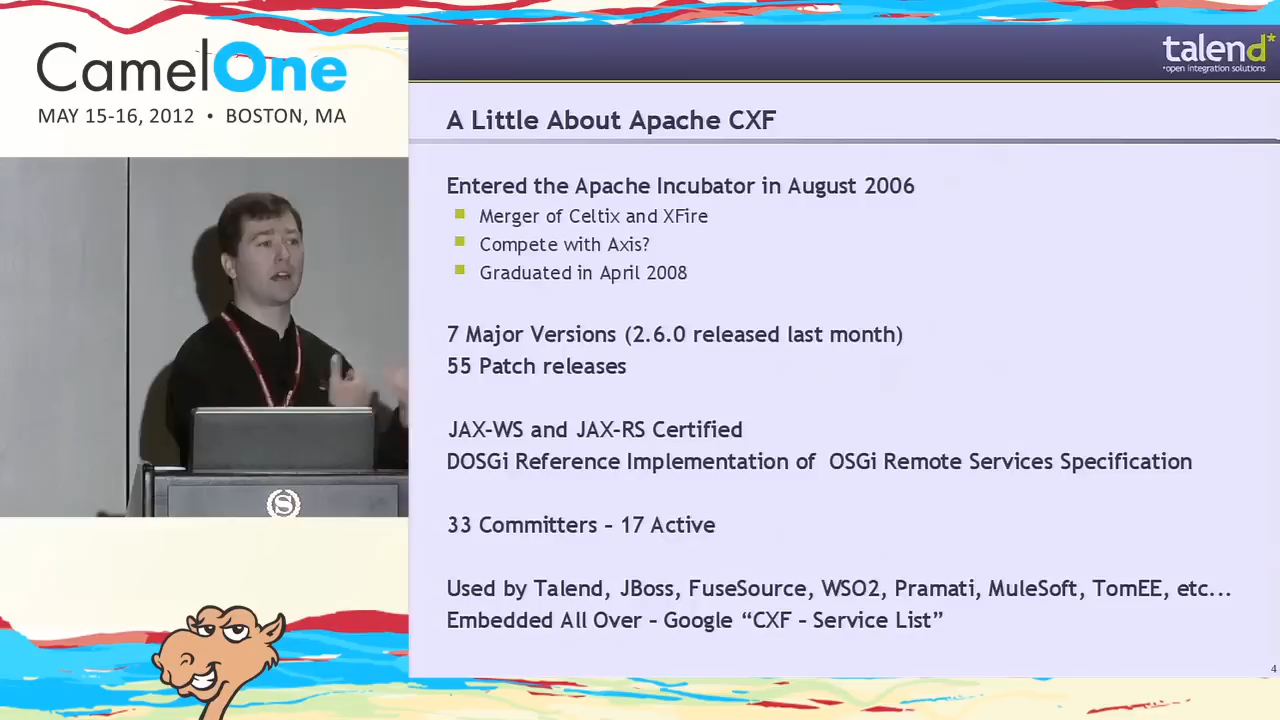 CamelOne
MAY 15-16, 2012 • BOSTON, MA
talend*
*open integration solutions
A Little About Apache CXF
Entered the Apache Incubator in August 2006
Merger of Celtix and XFire
Compete with Axis?
Graduated in April 2008
7 Major Versions (2.6.0 released last month)
55 Patch releases
JAX-WS and JAX-RS Certified
DOSGi Reference Implementation of OSGi Remote Services Specification
33 Committers – 17 Active
Used by Talend, JBoss, FuseSource, WSO2, Pramati, MuleSoft, TomEE, etc...
Embedded All Over – Google “CXF – Service List”
4
S